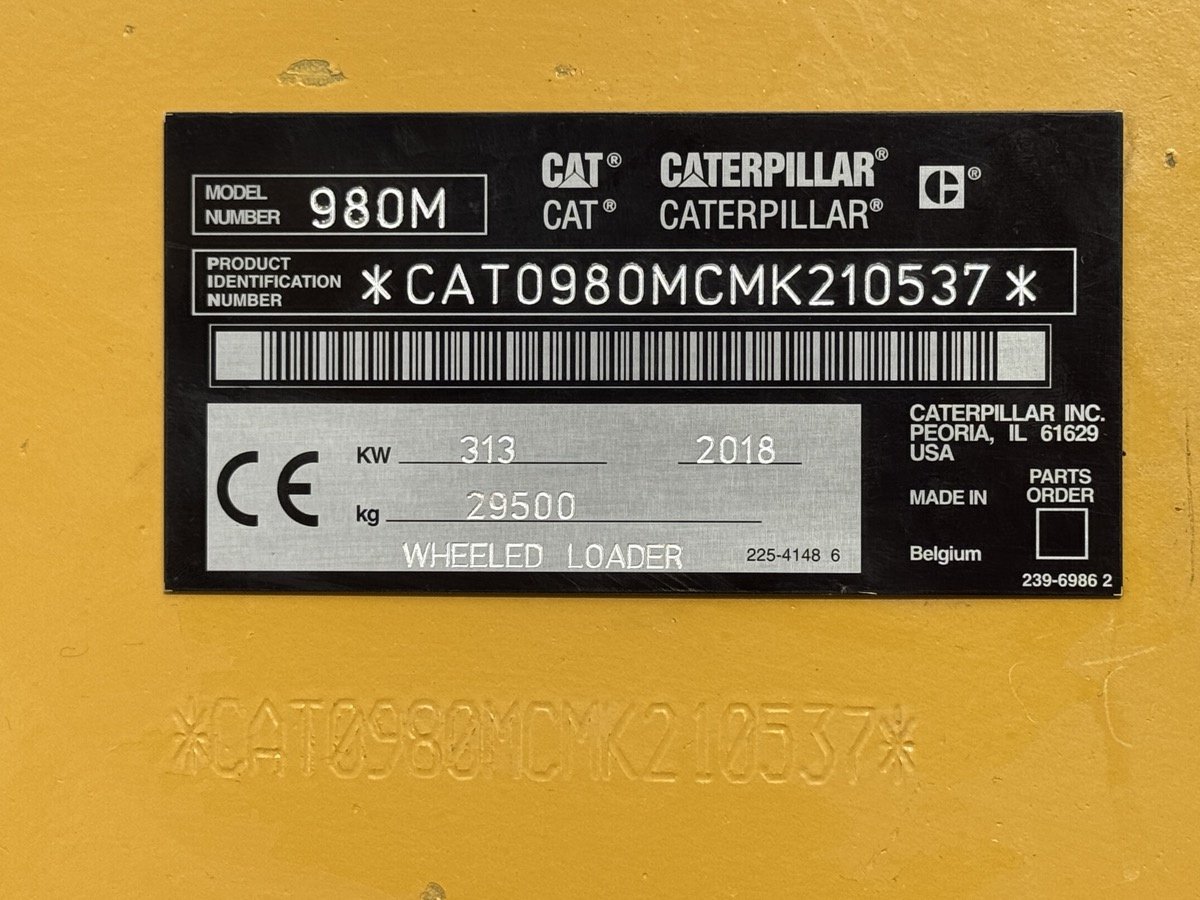 MODEL NUMBER 980M
CAT® CATERPILLAR® C®
CAT® CATERPILLAR®
PRODUCT IDENTIFICATION NUMBER *CAT0980MCMK210537*
CE
KW 313 2018
kg 29500
WHEELED LOADER 225-4148 6
CATERPILLAR INC.
PEORIA, IL 61629
USA
MADE IN
Belgium
PARTS
ORDER
239-6986 2
*CAT0980MCMK210537*